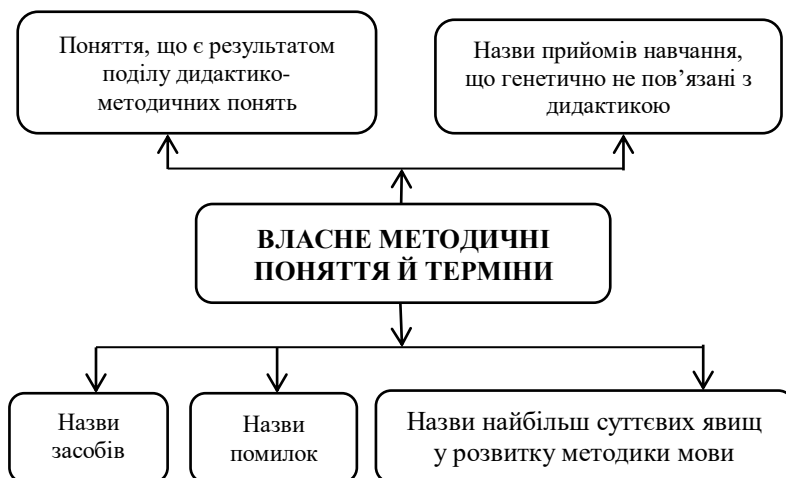 Поняття, що є результатом
поділу дидактико-
методичних понять
Назви прийомів навчання,
що генетично не пов’язані з
дидактикою
ВЛАСНЕ МЕТОДИЧНІ
ПОНЯТТЯ Й ТЕРМІНИ
Назви
засобів
Назви
помилок
Назви найбільш суттєвих явищ
у розвитку методики мови